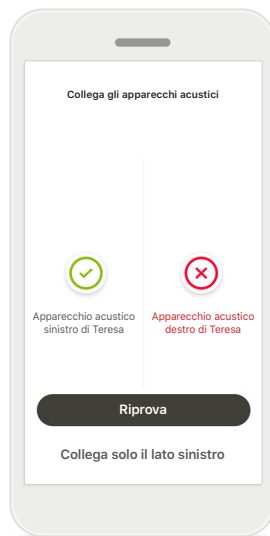 Collega gli apparecchi acustici
Apparecchio acustico
sinistro di Teresa
Apparecchio acustico
destro di Teresa
Riprova
Collega solo il lato sinistro